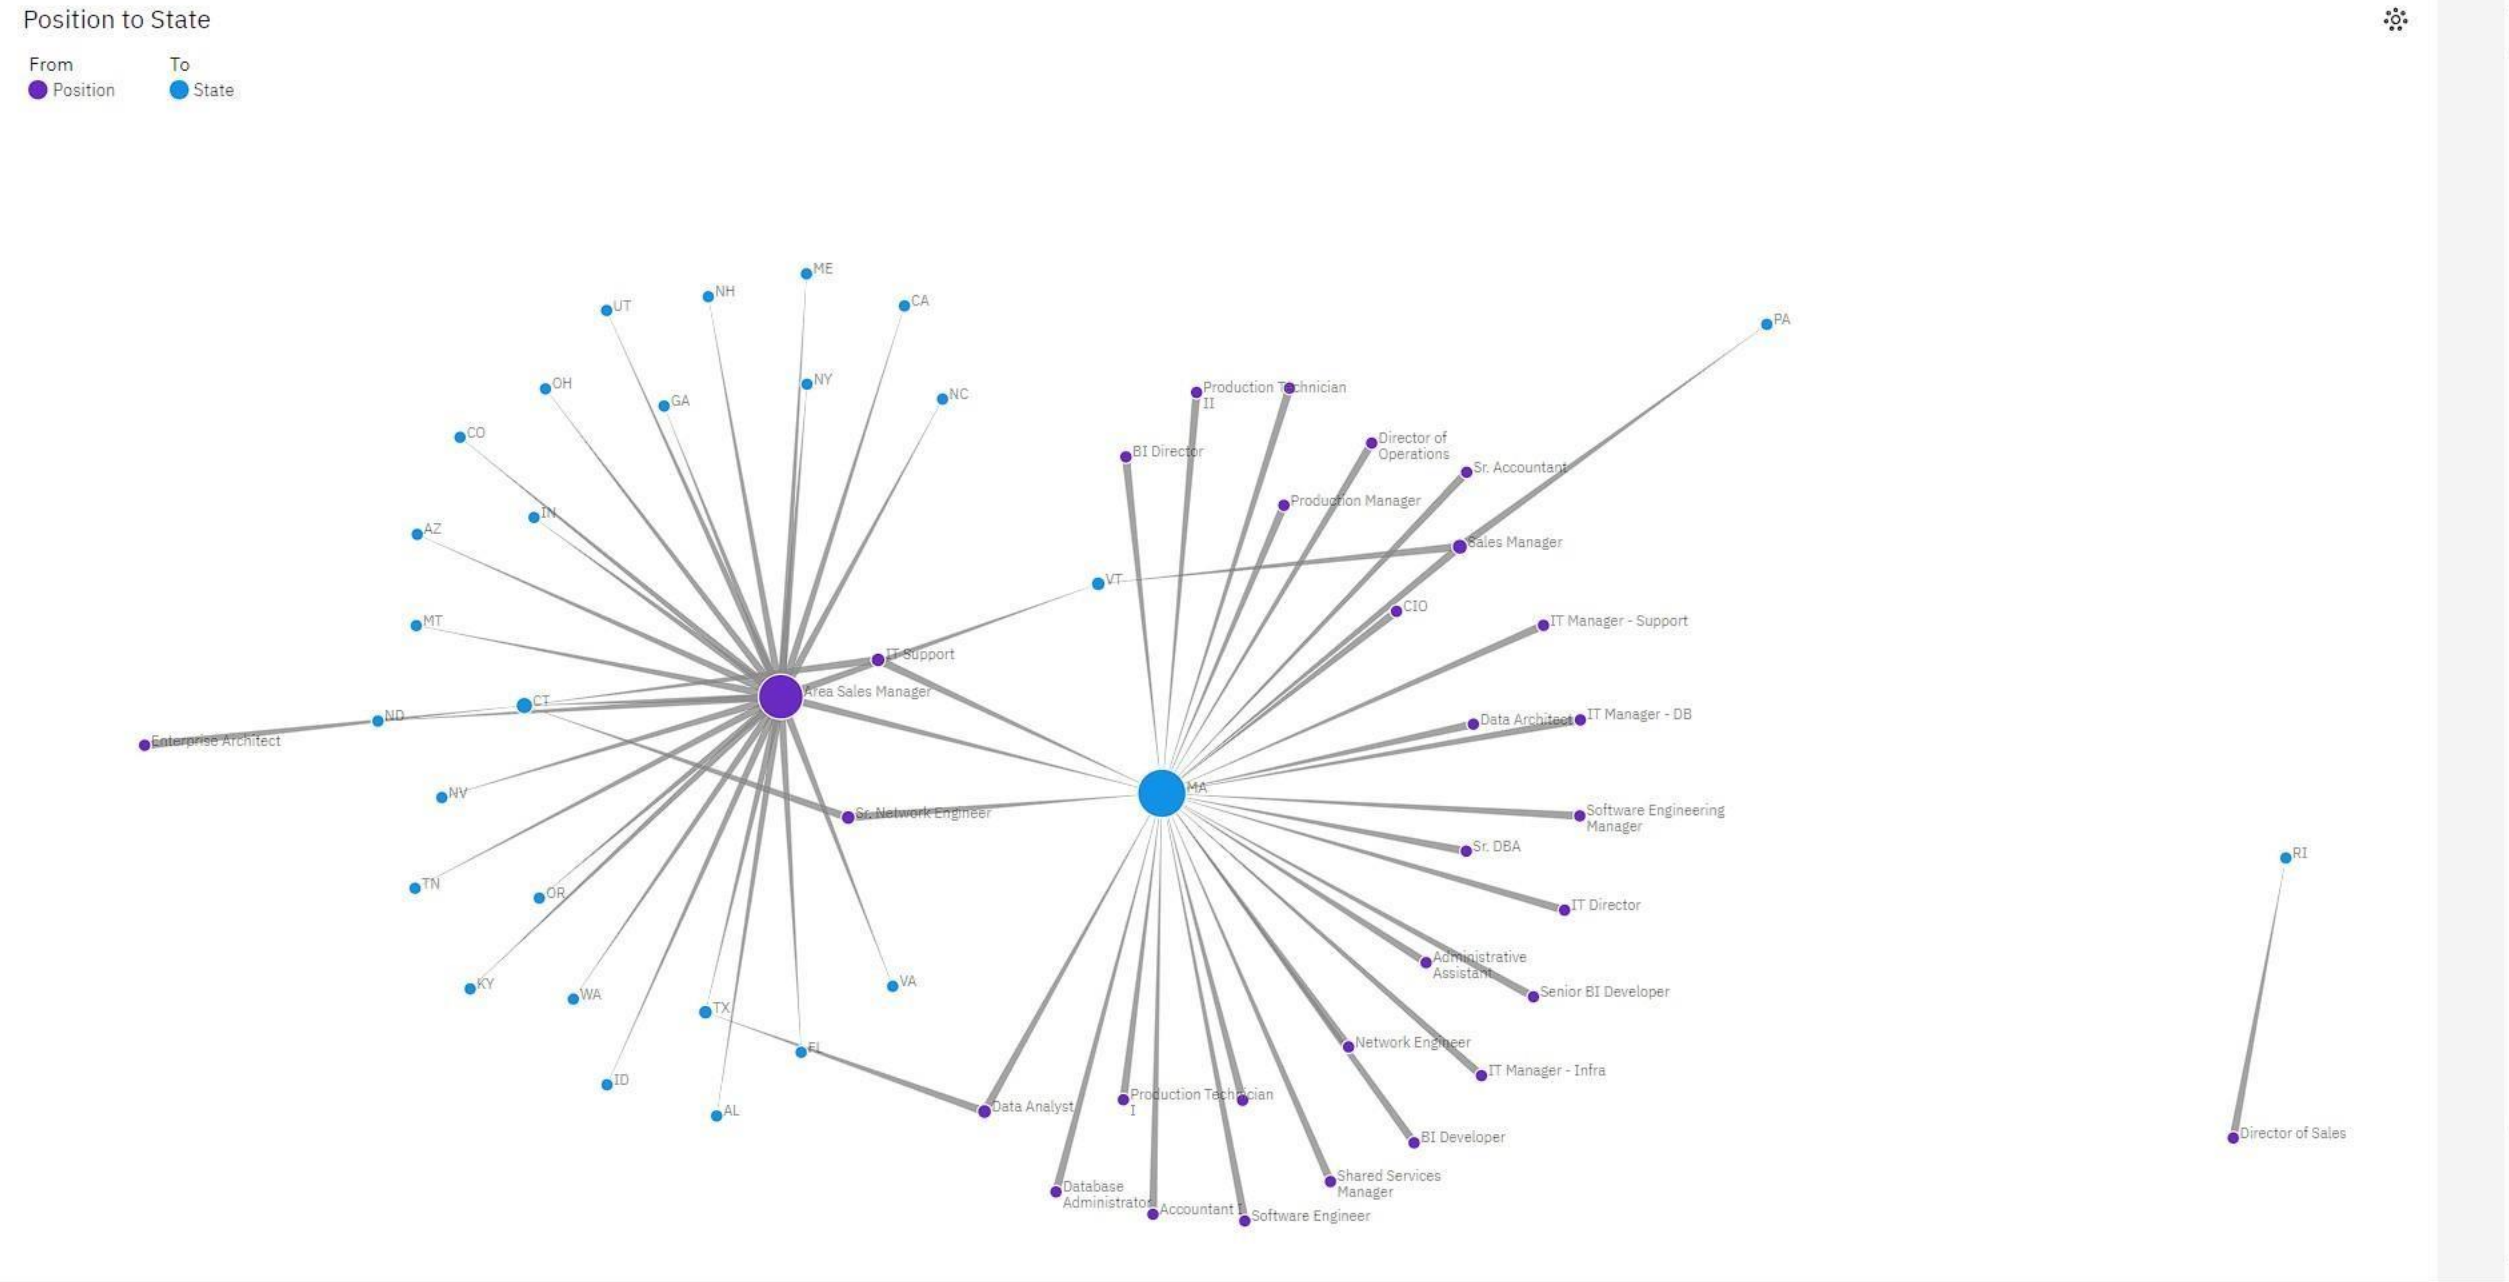 Position to State
From
To
Position
State
ME
NH
CA
UT
PA
NY
OH
Production Technician
II
NC
GA
CO
Director of
Operations
BI Director
Sr. Accountant
Production Manager
IN
AZ
Sales Manager
VT
CIO
MT
IT Manager - Support
IT Support
Area Sales Manager
CT
ND
Data Architect
IT Manager - DB
Enterprise Architect
MA
NV
Sr. Network Engineer
Software Engineering
Manager
Sr. DBA
RI
TN
OR
IT Director
Administrative
Assistant
KY
WA
VA
Senior BI Developer
TX
FL
Network Engineer
IT Manager - Infra
ID
AL
Data Analyst
Production Technician
I
BI Developer
Director of Sales
Shared Services
Manager
Database
Administrator
Accountant I
Software Engineer